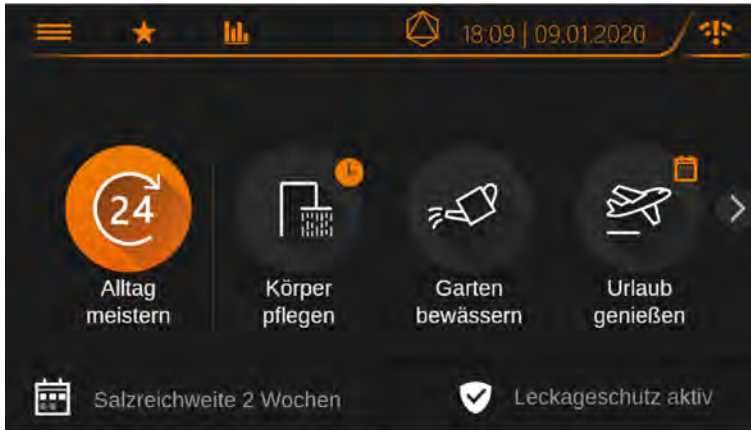 18:09 | 09.01.2020
24
Alltag
meistern
Körper
pflegen
Garten
bewässern
Urlaub
genießen
Salzreichweite 2 Wochen
Leckageschutz aktiv